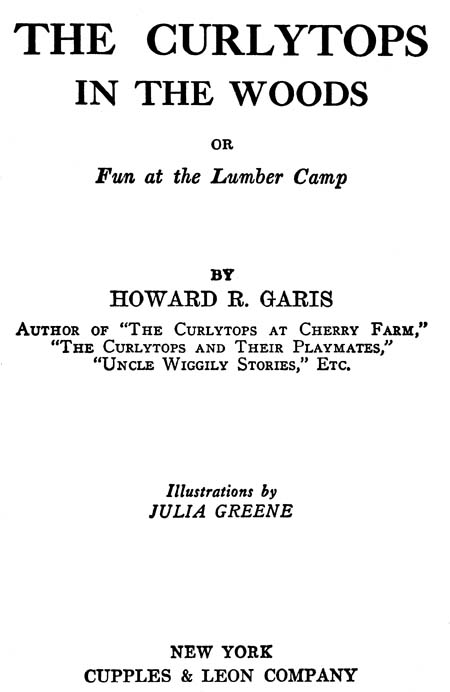 THE CURLYTOPS
IN THE WOODS
OR
Fun at the Lumber Camp
BY
HOWARD R. GARIS
AUTHOR OF "THE CURLYTOPS AT CHERRY FARM,"
"THE CURLYTOPS AND THEIR PLAYMATES,"
"UNCLE WIGGILY STORIES," ETC.
Illustrations by
JULIA GREENE
NEW YORK
CUPPLES & LEON COMPANY